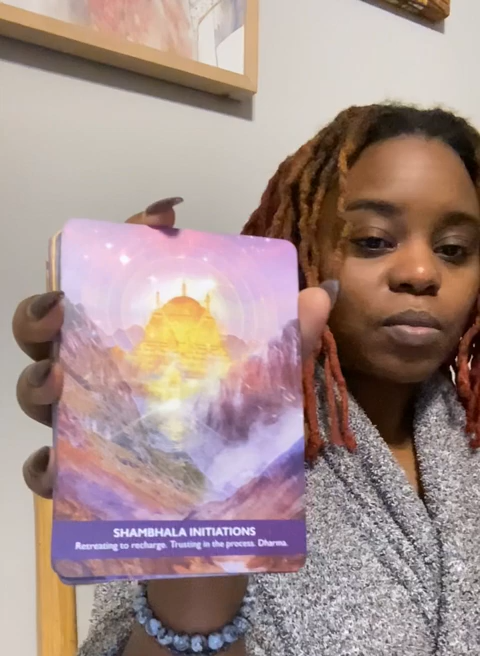 SHAMBHALA INITIATIONS
Retreating to recharge. Trusting in the process. Dharma.